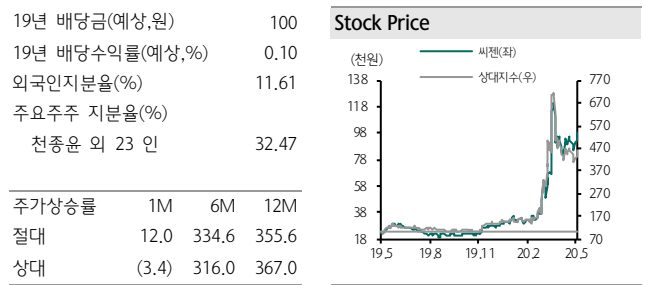 19년 배당금(예상,원) 100
19년 배당수익률(예상,%) 0.10
외국인지분율(%) 11.61
주요주주 지분율(%)
천종윤 외 23 인 32.47
주가상승률 1M 6M 12M
절대 12.0 334.6 355.6
상대 (3.4) 316.0 367.0
Stock Price
(천원)
씨젠(좌)
상대지수(우)
138 770
118 670
98 570
78 470
58 370
38 270
18 170
70
19.5 19.8 19.11 20.2 20.5